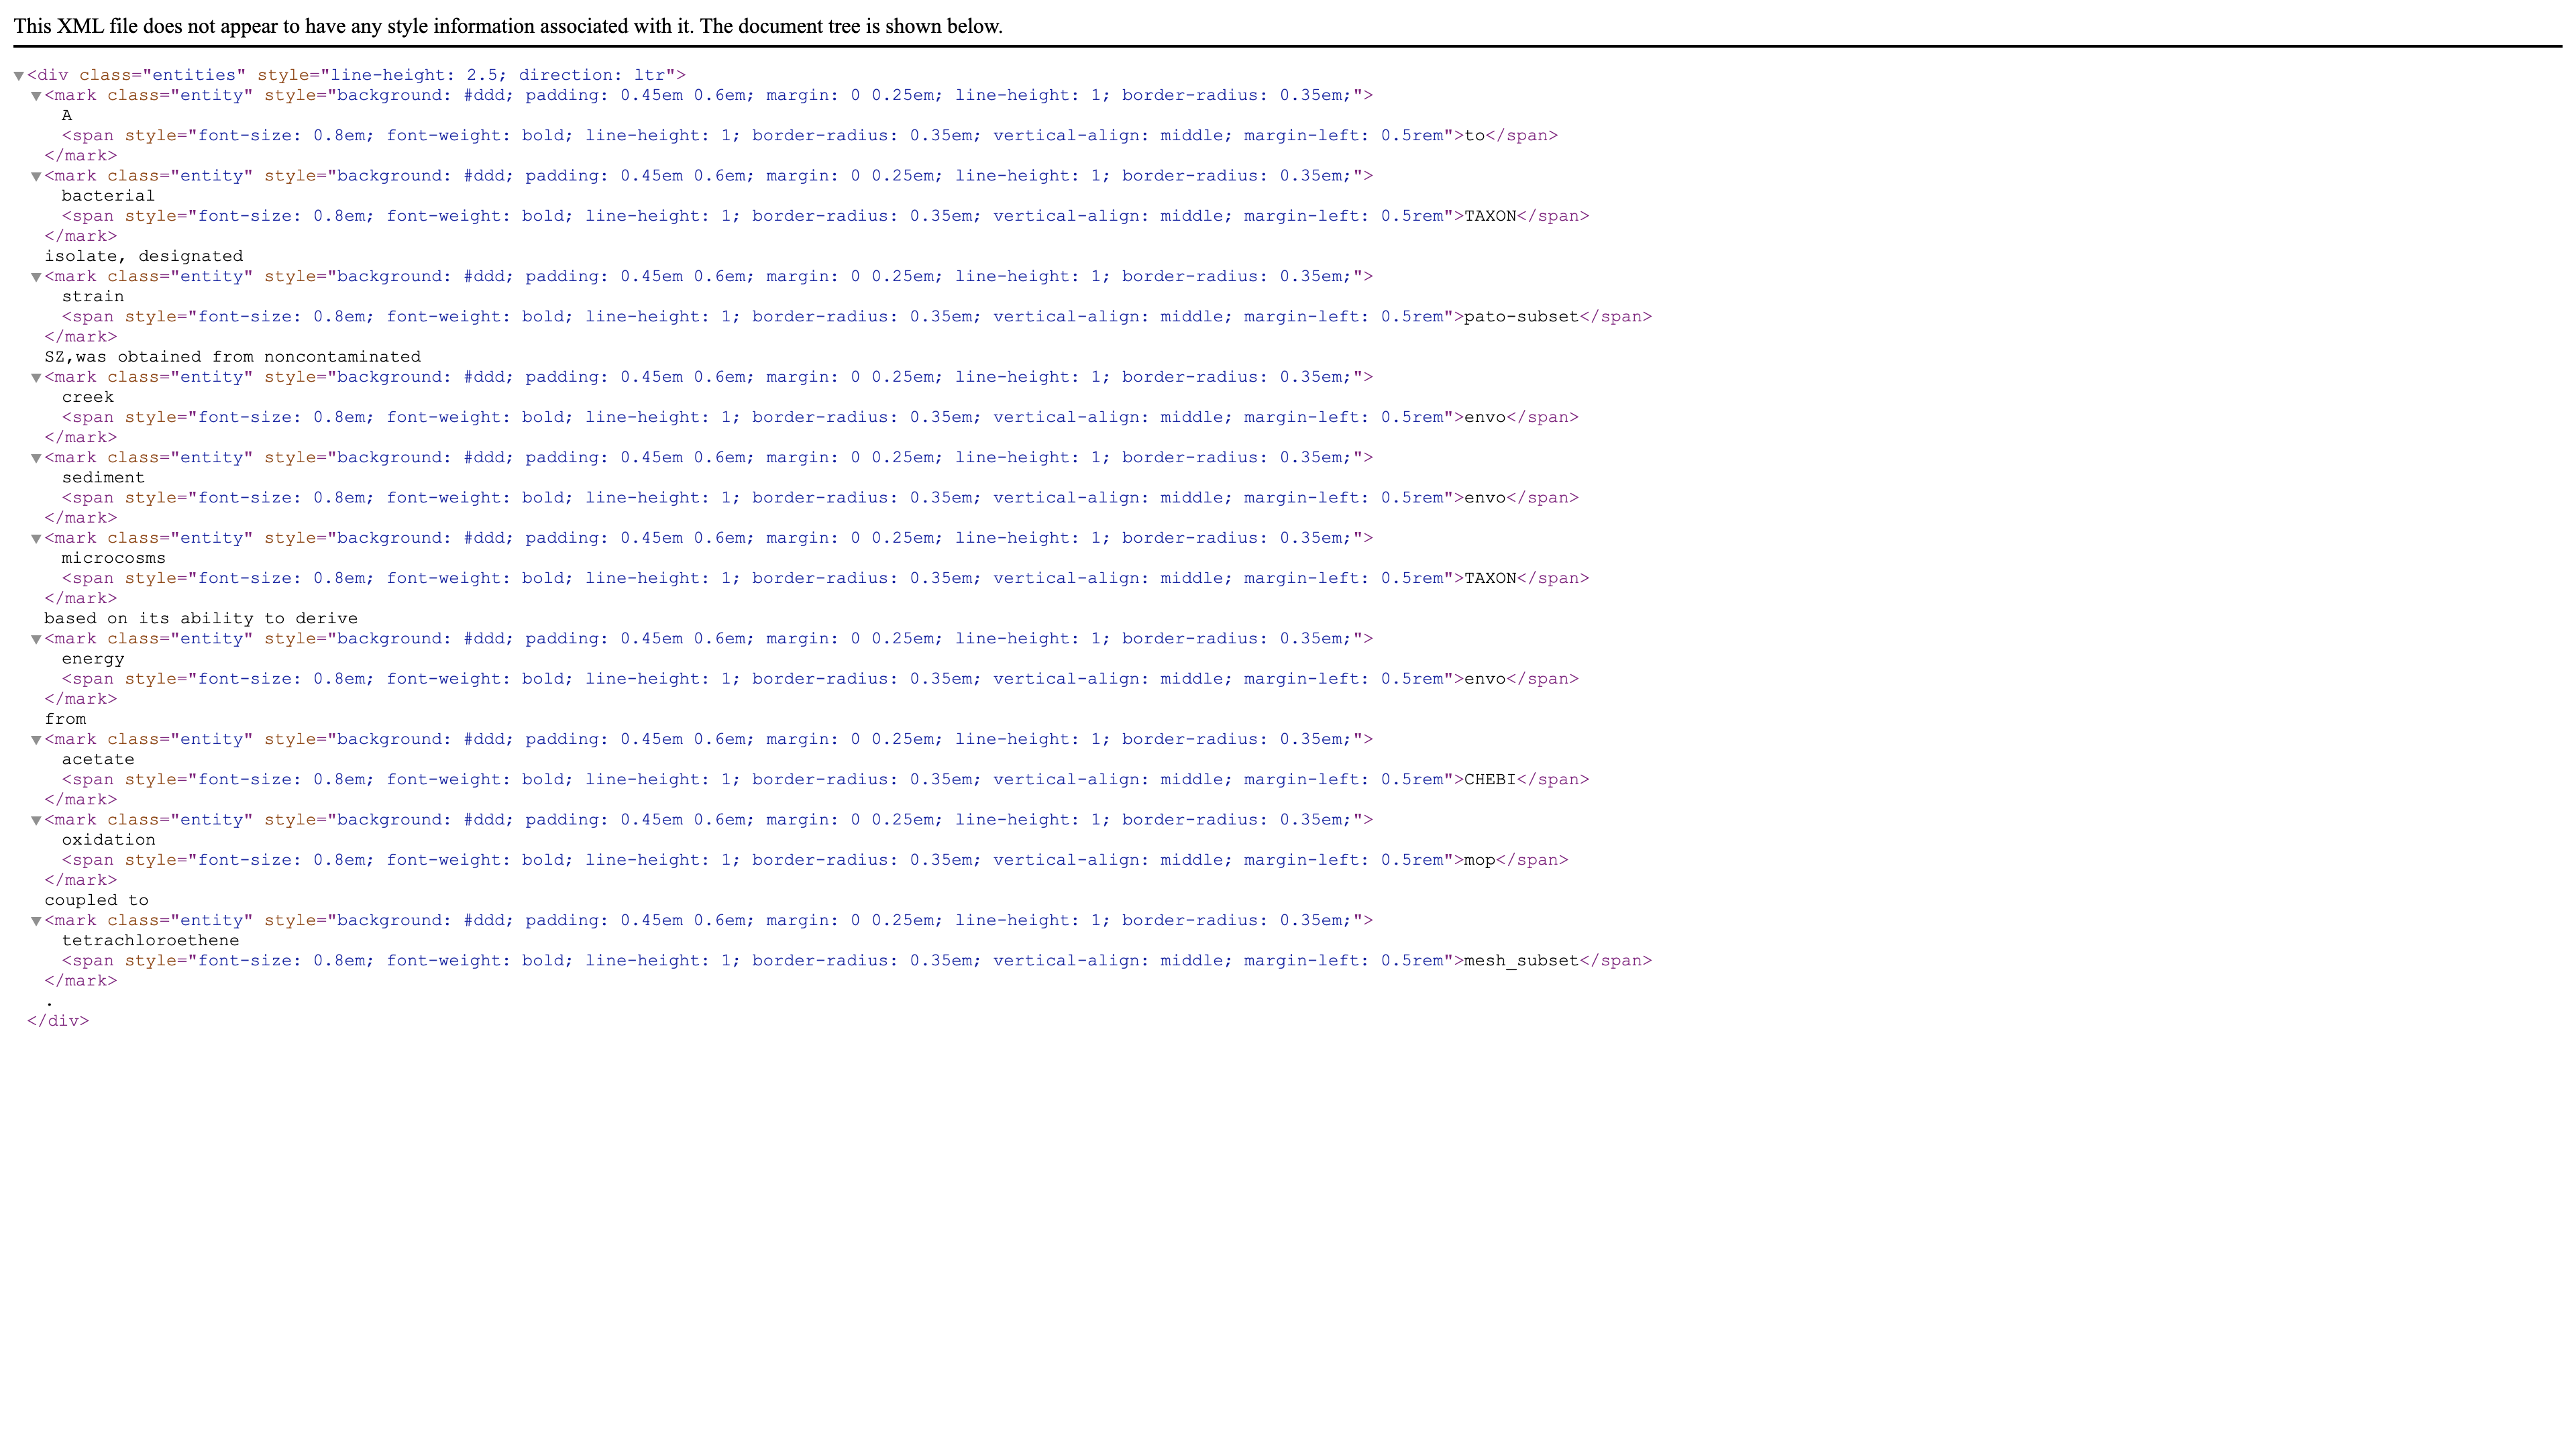 This XML file does not appear to have any style information associated with it. The document tree is shown below.
▼<div class="entities" style="line-height: 2.5; direction: ltr">
▼<mark class="entity" style="background: #ddd; padding: 0.45em 0.6em; margin: 0 0.25em; line-height: 1; border-radius: 0.35em;">
A
<span style="font-size: 0.8em; font-weight: bold; line-height: 1; border-radius: 0.35em; vertical-align: middle; margin-left: 0.5rem">to</span>
</mark>
▼<mark class="entity" style="background: #ddd; padding: 0.45em 0.6em; margin: 0 0.25em; line-height: 1; border-radius: 0.35em;">
bacterial
<span style="font-size: 0.8em; font-weight: bold; line-height: 1; border-radius: 0.35em; vertical-align: middle; margin-left: 0.5rem">TAXON</span>
</mark>
isolate, designated
▼<mark class="entity" style="background: #ddd; padding: 0.45em 0.6em; margin: 0 0.25em; line-height: 1; border-radius: 0.35em;">
strain
<span style="font-size: 0.8em; font-weight: bold; line-height: 1; border-radius: 0.35em; vertical-align: middle; margin-left: 0.5rem">pato-subset</span>
</mark>
SZ,was obtained from noncontaminated
▼<mark class="entity" style="background: #ddd; padding: 0.45em 0.6em; margin: 0 0.25em; line-height: 1; border-radius: 0.35em;">
creek
<span style="font-size: 0.8em; font-weight: bold; line-height: 1; border-radius: 0.35em; vertical-align: middle; margin-left: 0.5rem">envo</span>
</mark>
▼<mark class="entity" style="background: #ddd; padding: 0.45em 0.6em; margin: 0 0.25em; line-height: 1; border-radius: 0.35em;">
sediment
<span style="font-size: 0.8em; font-weight: bold; line-height: 1; border-radius: 0.35em; vertical-align: middle; margin-left: 0.5rem">envo</span>
</mark>
▼<mark class="entity" style="background: #ddd; padding: 0.45em 0.6em; margin: 0 0.25em; line-height: 1; border-radius: 0.35em;">
microcosms
<span style="font-size: 0.8em; font-weight: bold; line-height: 1; border-radius: 0.35em; vertical-align: middle; margin-left: 0.5rem">TAXON</span>
</mark>
based on its ability to derive
▼<mark class="entity" style="background: #ddd; padding: 0.45em 0.6em; margin: 0 0.25em; line-height: 1; border-radius: 0.35em;">
energy
<span style="font-size: 0.8em; font-weight: bold; line-height: 1; border-radius: 0.35em; vertical-align: middle; margin-left: 0.5rem">envo</span>
</mark>
from
▼<mark class="entity" style="background: #ddd; padding: 0.45em 0.6em; margin: 0 0.25em; line-height: 1; border-radius: 0.35em;">
acetate
<span style="font-size: 0.8em; font-weight: bold; line-height: 1; border-radius: 0.35em; vertical-align: middle; margin-left: 0.5rem">CHEBI</span>
</mark>
▼<mark class="entity" style="background: #ddd; padding: 0.45em 0.6em; margin: 0 0.25em; line-height: 1; border-radius: 0.35em;">
oxidation
<span style="font-size: 0.8em; font-weight: bold; line-height: 1; border-radius: 0.35em; vertical-align: middle; margin-left: 0.5rem">mop</span>
</mark>
coupled to
▼<mark class="entity" style="background: #ddd; padding: 0.45em 0.6em; margin: 0 0.25em; line-height: 1; border-radius: 0.35em;">
tetrachloroethene
<span style="font-size: 0.8em; font-weight: bold; line-height: 1; border-radius: 0.35em; vertical-align: middle; margin-left: 0.5rem">mesh_subset</span>
</mark>
.
</div>